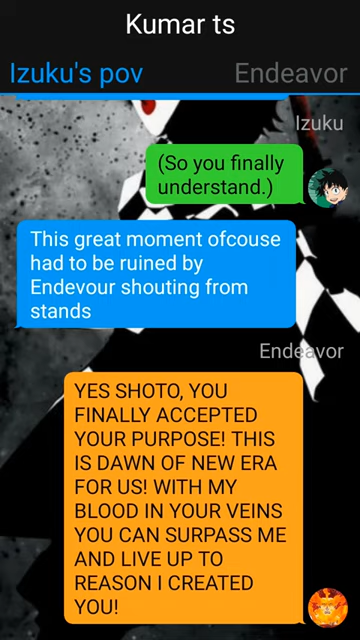 Kumar ts
Izuku's pov Endeavor
Izuku
(So you finally
understand.)
This great moment ofcouse
had to be ruined by
Endevour shouting from
stands
Endeavor
YES SHOTO, YOU
FINALLY ACCEPTED
YOUR PURPOSE! THIS
IS DAWN OF NEW ERA
FOR US! WITH MY
BLOOD IN YOUR VEINS
YOU CAN SURPASS ME
AND LIVE UP TO
REASON I CREATED
YOU!